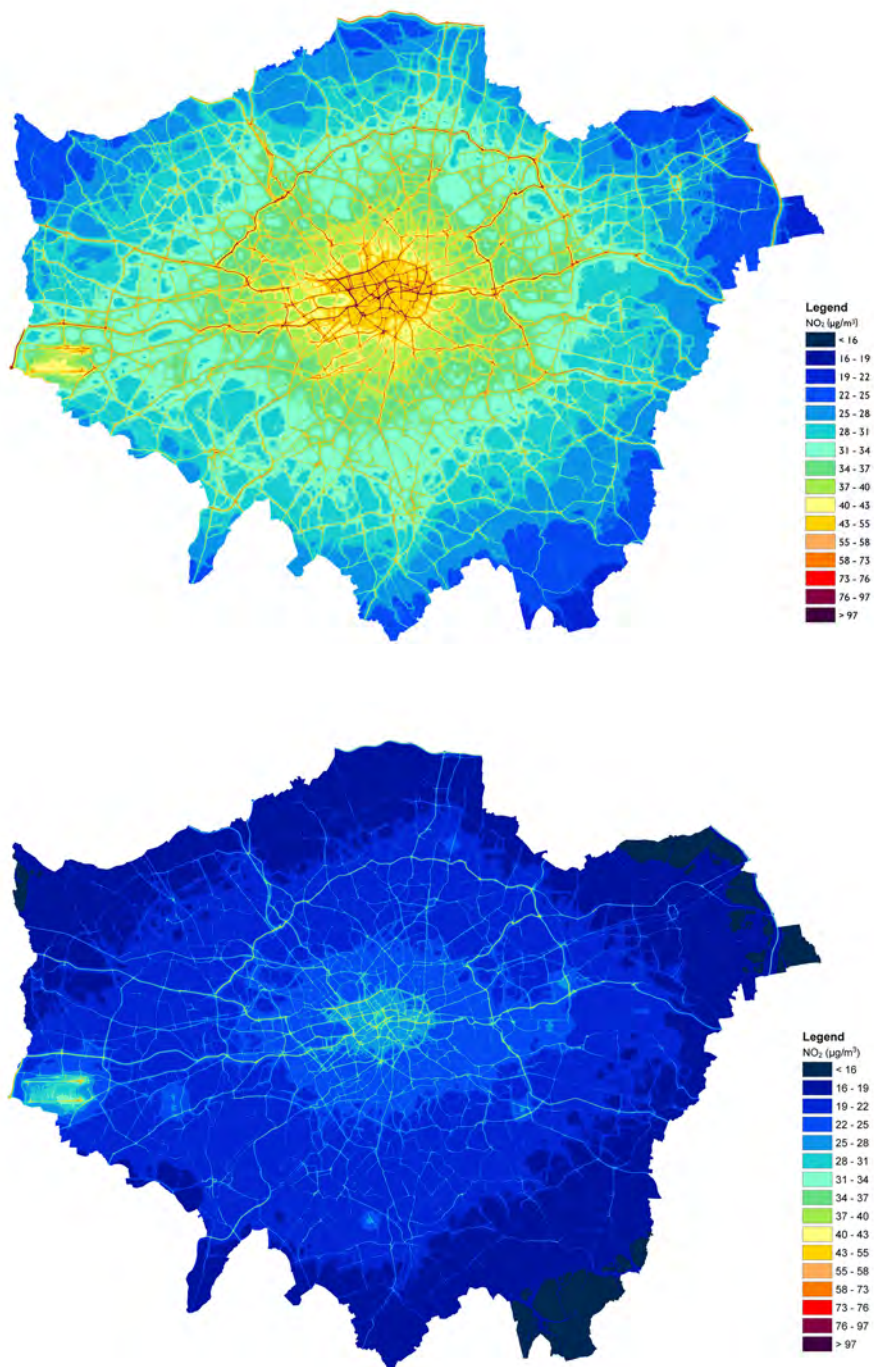 Legend
NO₂ (µg/m³)
< 16
16 - 19
19 - 22
22 - 25
25 - 28
28 - 31
31 - 34
34 - 37
37 - 40
40 - 43
43 - 55
55 - 58
58 - 73
73 - 76
76 - 97
> 97
Legend
NO₂ (µg/m³)
< 16
16 - 19
19 - 22
22 - 25
25 - 28
28 - 31
31 - 34
34 - 37
37 - 40
40 - 43
43 - 55
55 - 58
58 - 73
73 - 76
76 - 97
> 97